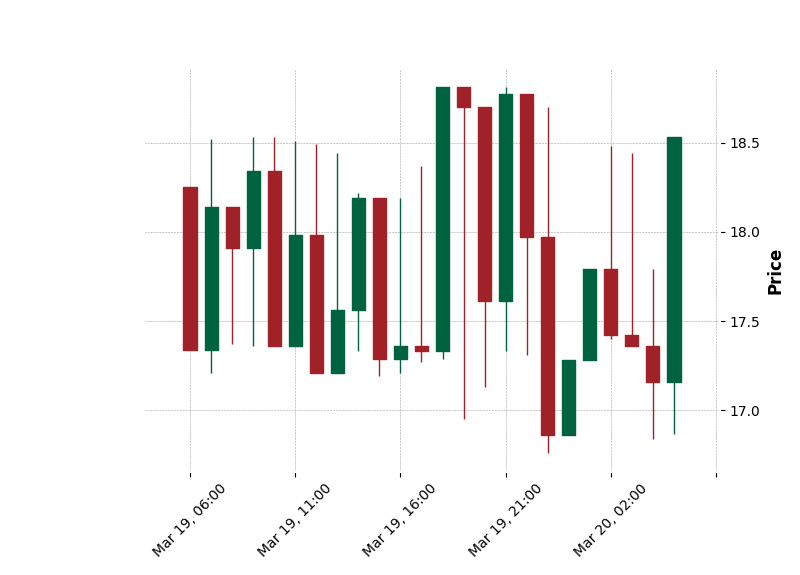 18.5
18.0
17.5
17.0
Price
Mar 19, 06:00
Mar 19, 11:00
Mar 19, 16:00
Mar 19, 21:00
Mar 20, 02:00